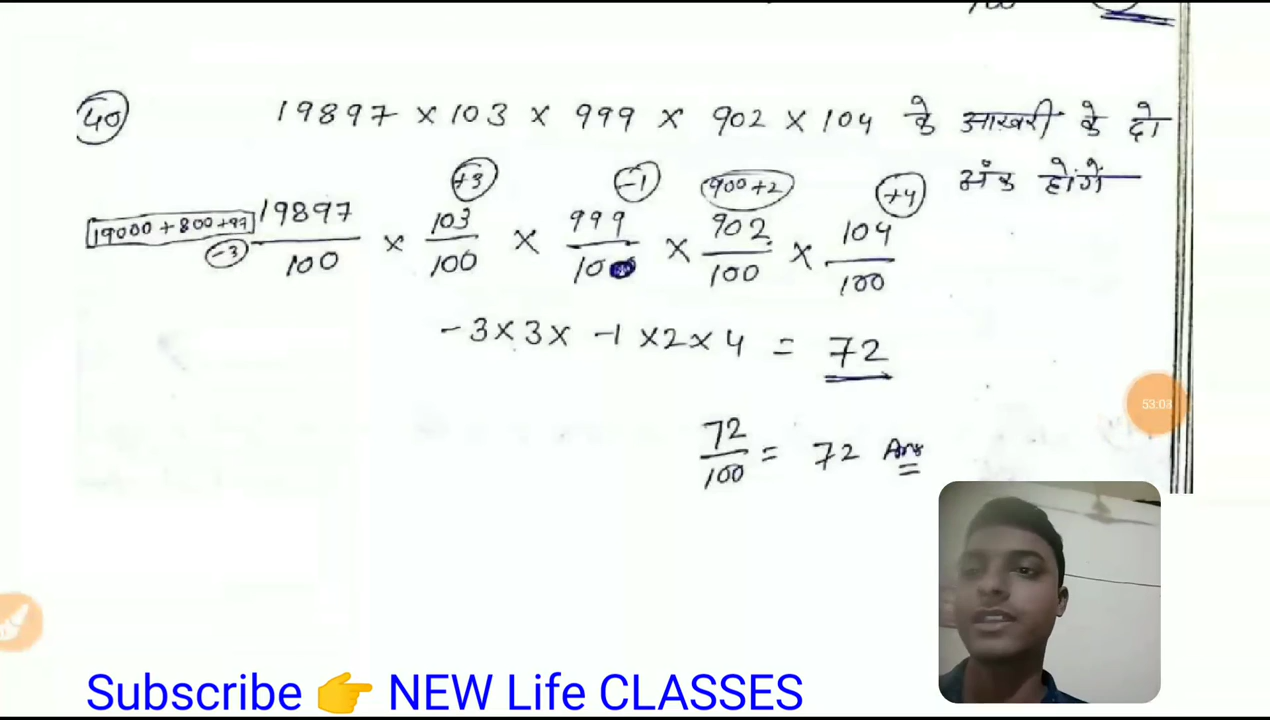 40 19897 × 103 × 999 × 902 × 104 के आखरी के दो
अंक होंगें
+3 -1 900+2 +4
19000 + 800 + 97 19897/100 × 103/100 × 999/100 × 902/100 × 104/100
-3
-3 × 3 × -1 × 2 × 4 = 72
72/100 = 72 Ans
53:03
Subscribe 👉 NEW Life CLASSES